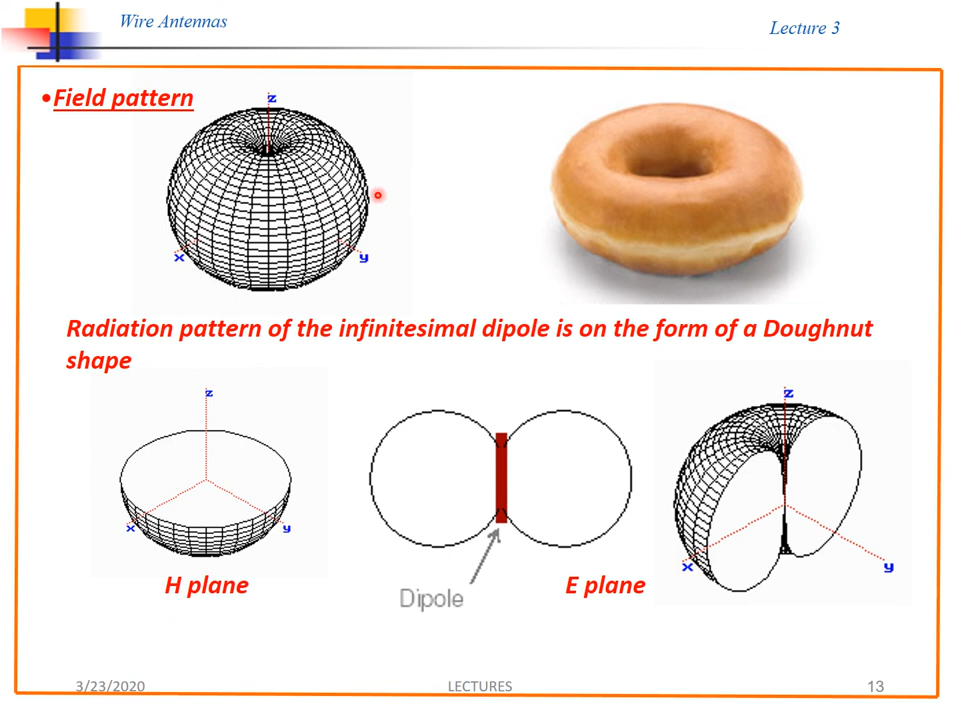 Wire Antennas
Lecture 3
•Field pattern
z
x
y
Radiation pattern of the infinitesimal dipole is on the form of a Doughnut
shape
z
x
y
Dipole
z
x
y
H plane
E plane
3/23/2020
LECTURES
13